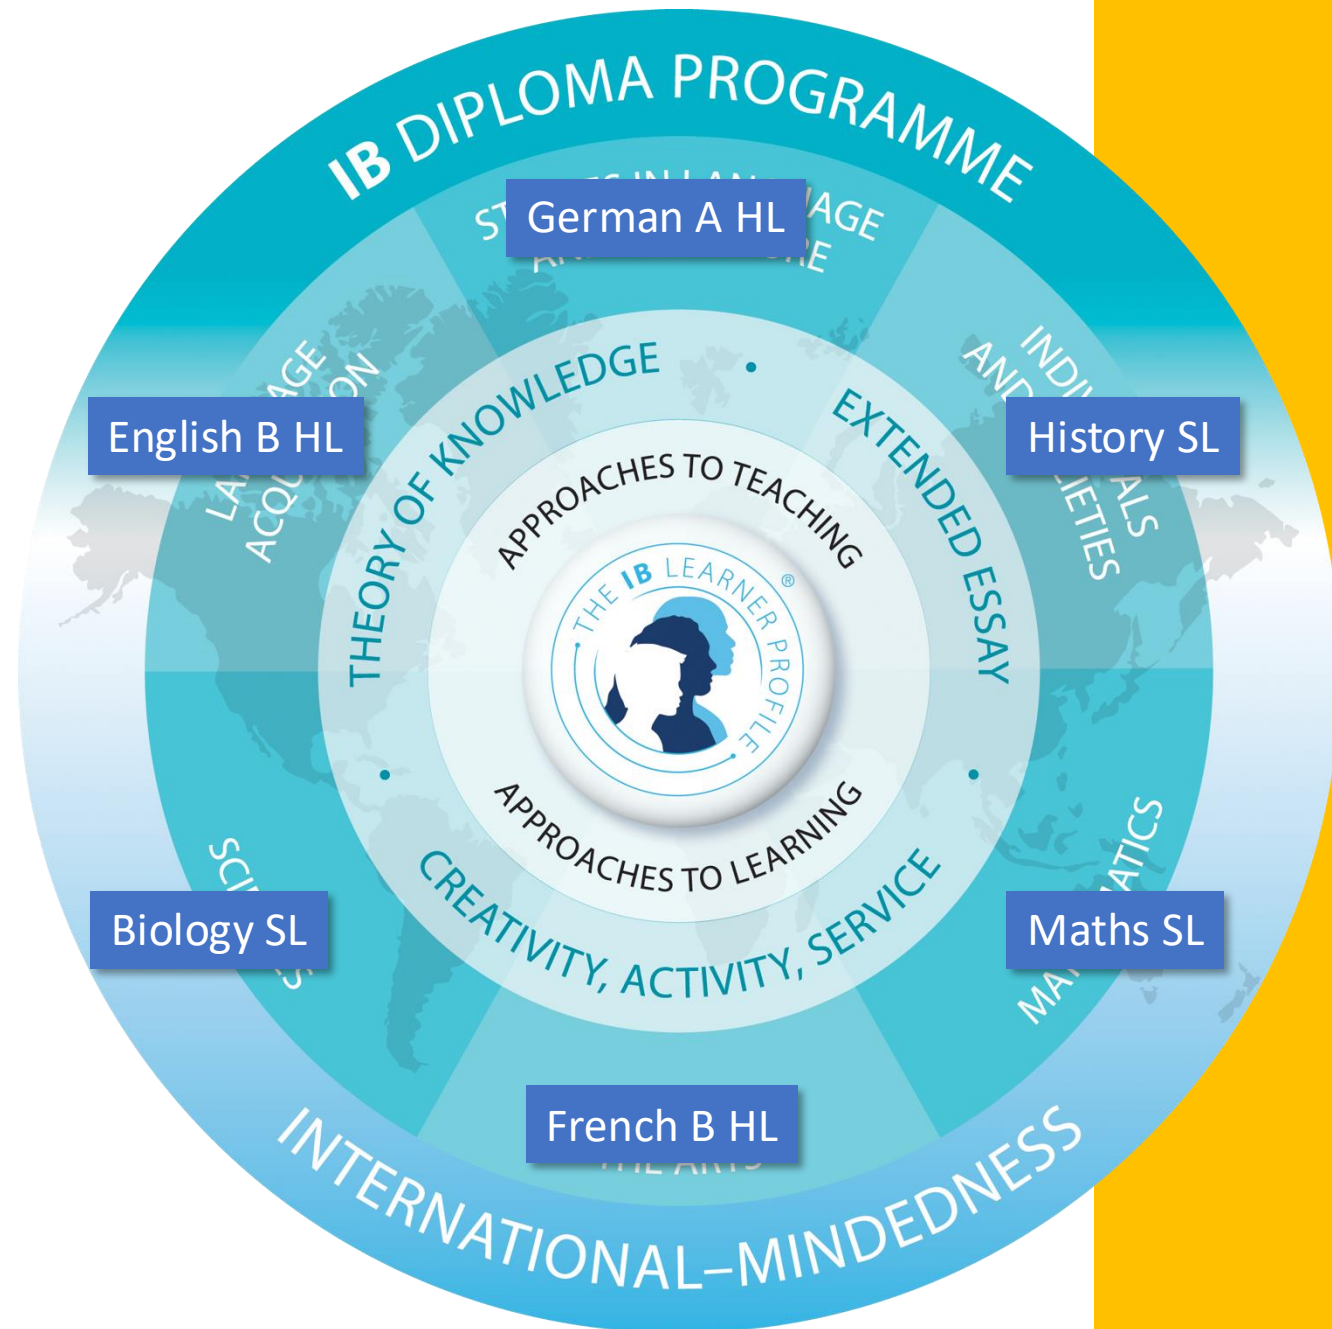 IB DIPLOMA PROGRAMME
German A HL
English B HL
History SL
THEORY OF KNOWLEDGE
EXTENDED ESSAY
APPROACHES TO TEACHING
THE IB LEARNER PROFILE ®
APPROACHES TO LEARNING
CREATIVITY, ACTIVITY, SERVICE
Biology SL
Maths SL
French B HL
INTERNATIONAL–MINDEDNESS